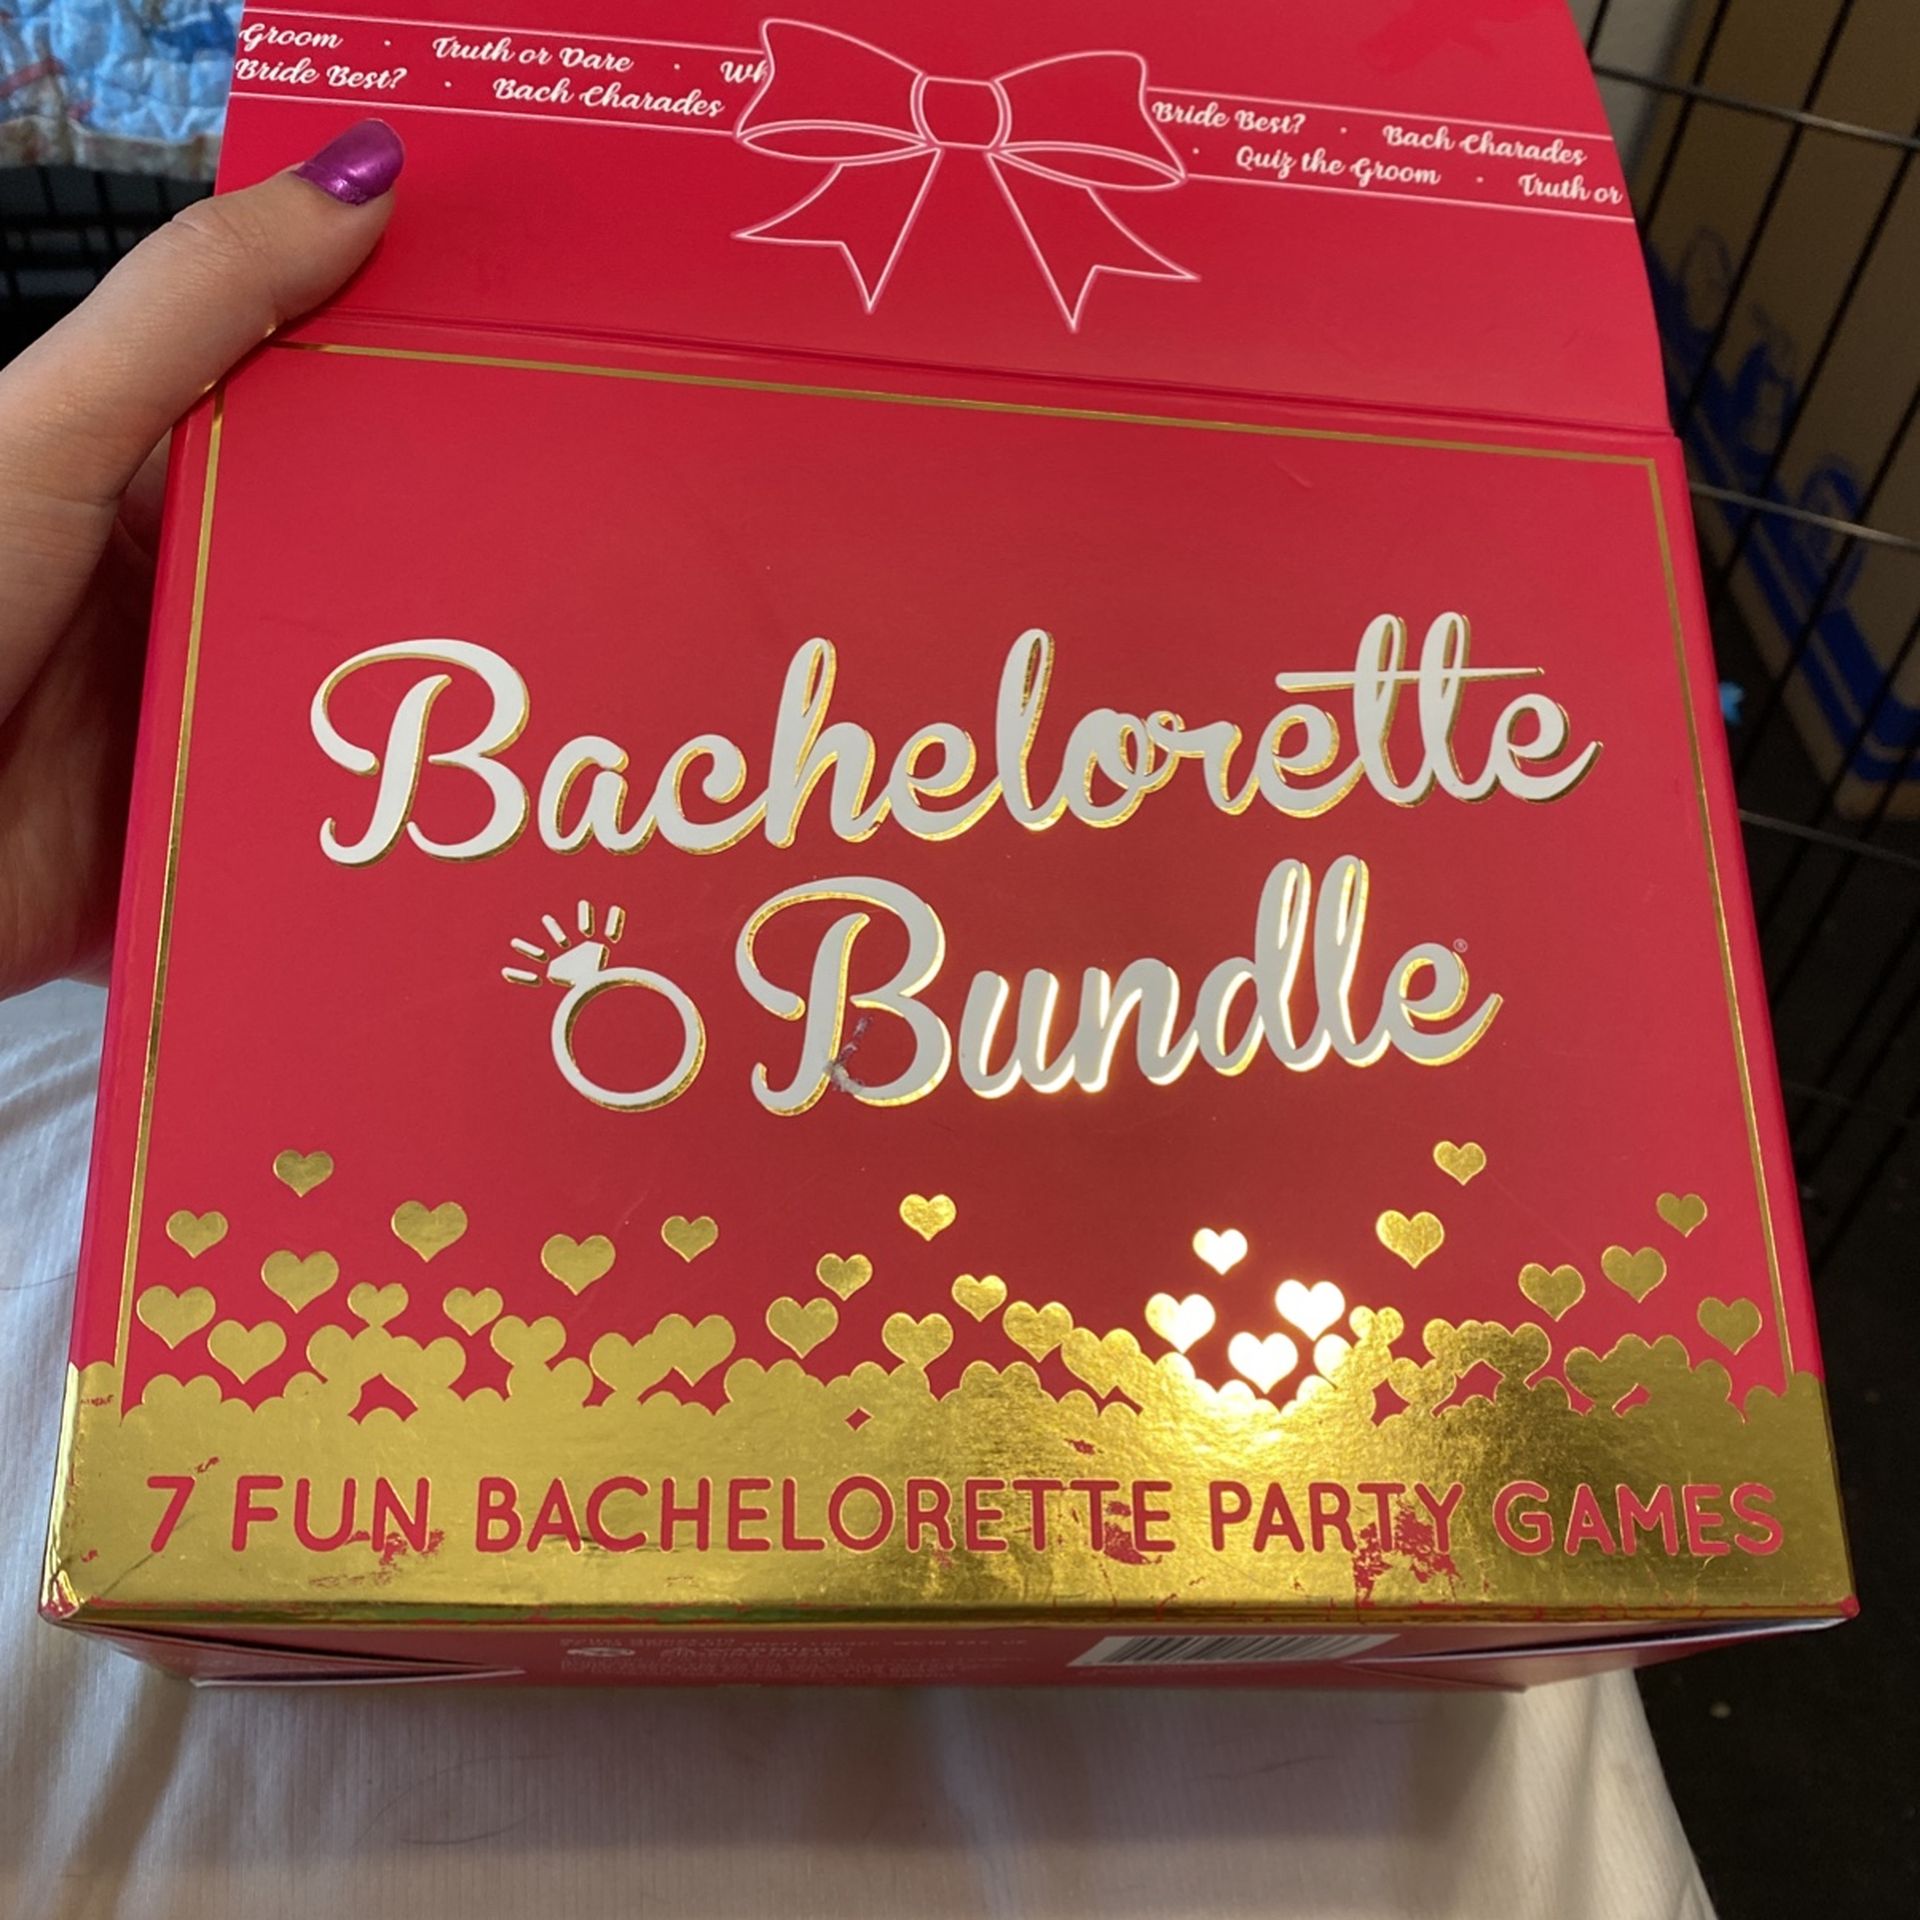 Groom · Truth or Dare ·
Bride Best? · Bach Charades
Bride Best? · Bach Charades
· Quiz the Groom · Truth or
Bachelorette
Bundle®
7 FUN BACHELORETTE PARTY GAMES
WARNING